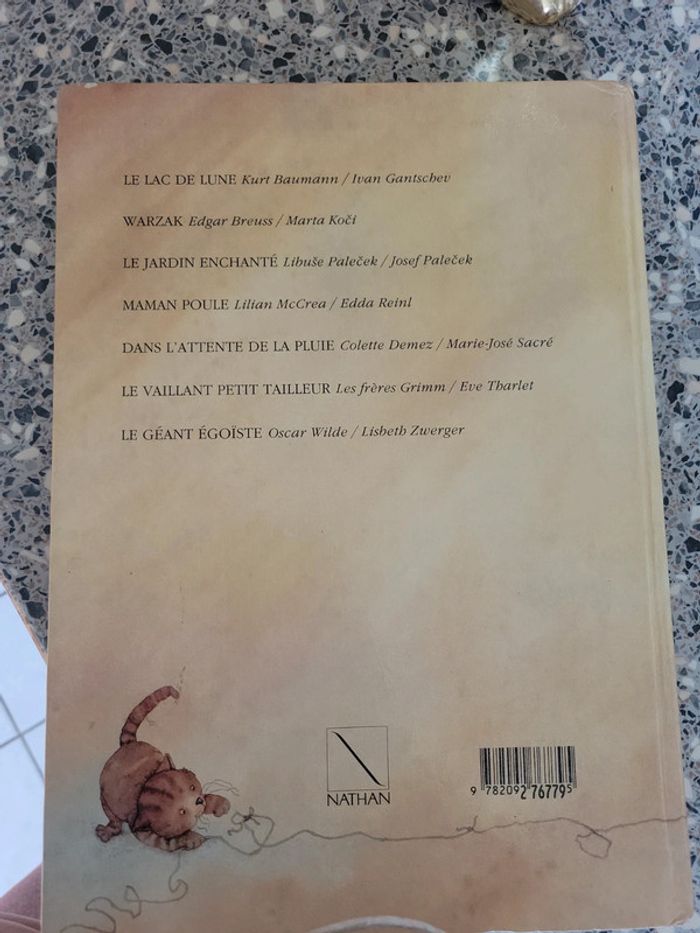 LE LAC DE LUNE Kurt Baumann / Ivan Gantschev
WARZAK Edgar Breuss / Marta Koči
LE JARDIN ENCHANTÉ Libuše Paleček / Josef Paleček
MAMAN POULE Lilian McCrea / Edda Reinl
DANS L'ATTENTE DE LA PLUIE Colette Demez / Marie-José Sacré
LE VAILLANT PETIT TAILLEUR Les frères Grimm / Eve Tharlet
LE GÉANT ÉGOÏSTE Oscar Wilde / Lisbeth Zwerger
NATHAN
9 782092 767795